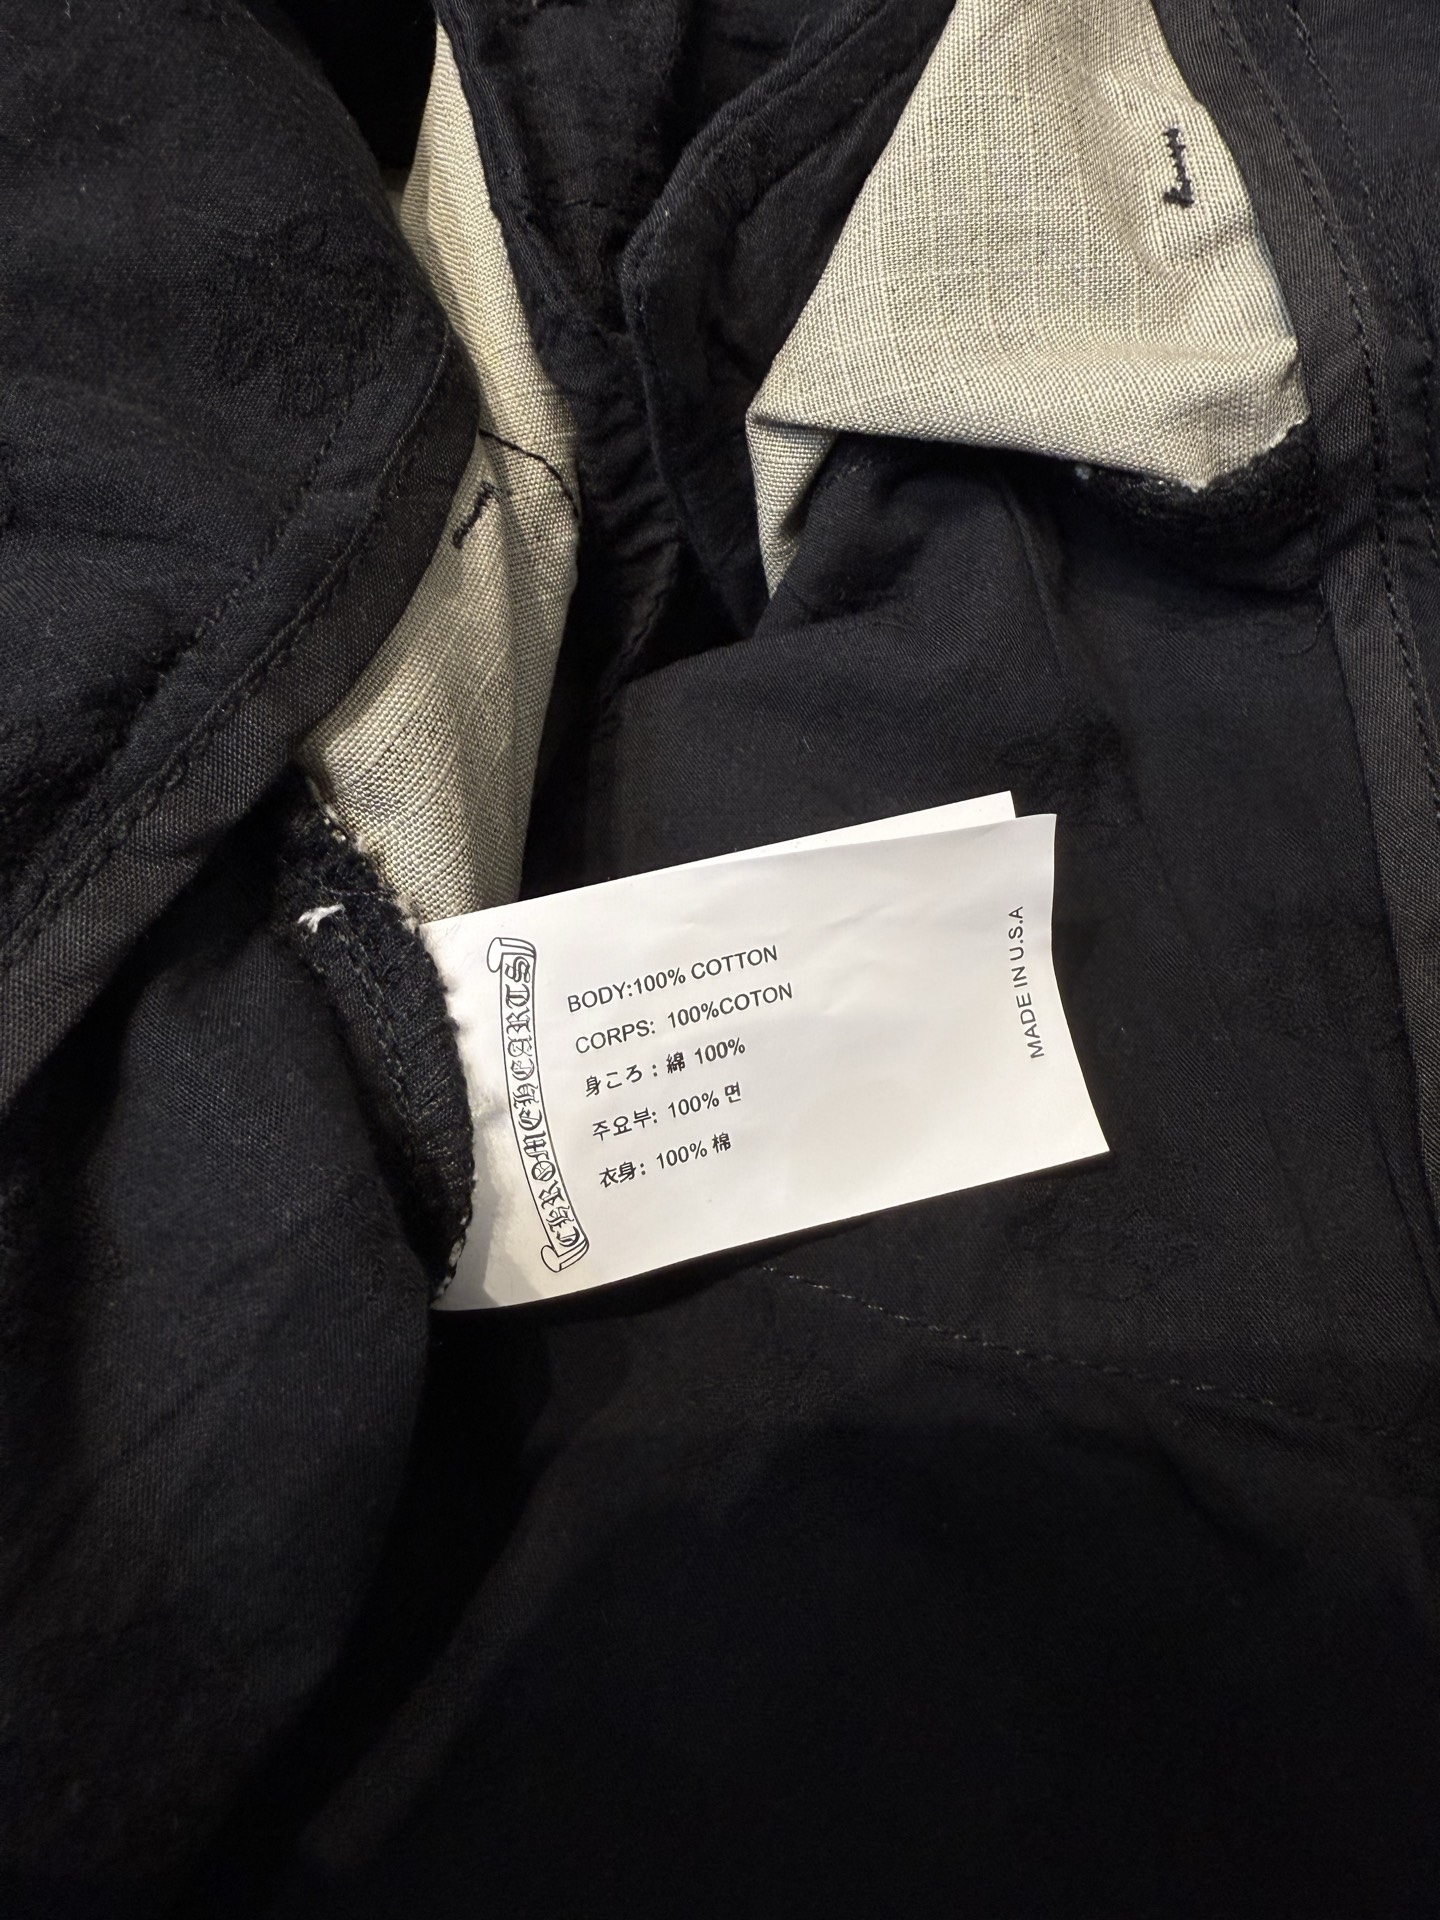 CHROME HEARTS
BODY:100% COTTON
CORPS: 100%COTON
身ころ : 綿 100%
주요부: 100% 면
衣身: 100% 棉
MADE IN U.S.A